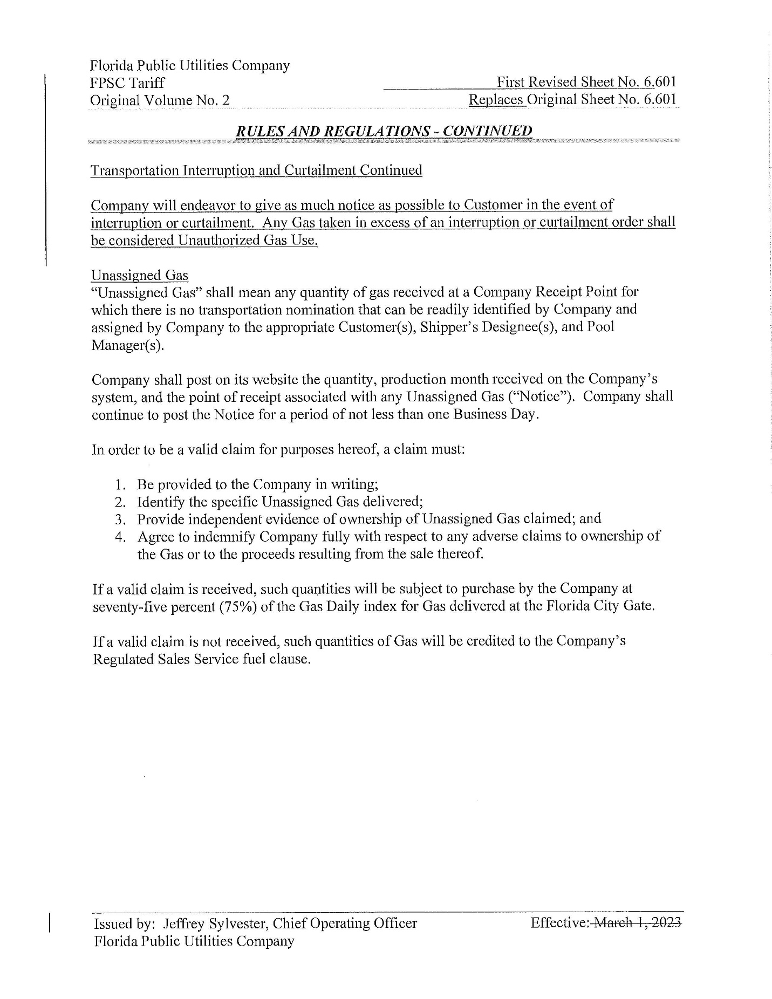 Florida Public Utilities Company
FPSC Tariff
First Revised Sheet No. 6.601
Original Volume No. 2
Replaces Original Sheet No. 6.601
RULES AND REGULATIONS - CONTINUED
Transportation Interruption and Curtailment Continued
Company will endeavor to give as much notice as possible to Customer in the event of
interruption or curtailment. Any Gas taken in excess of an interruption or curtailment order shall
be considered Unauthorized Gas Use.
Unassigned Gas
“Unassigned Gas” shall mean any quantity of gas received at a Company Receipt Point for
which there is no transportation nomination that can be readily identified by Company and
assigned by Company to the appropriate Customer(s), Shipper’s Designee(s), and Pool
Manager(s).
Company shall post on its website the quantity, production month received on the Company’s
system, and the point of receipt associated with any Unassigned Gas (“Notice”). Company shall
continue to post the Notice for a period of not less than one Business Day.
In order to be a valid claim for purposes hereof, a claim must:
1. Be provided to the Company in writing;
2. Identify the specific Unassigned Gas delivered;
3. Provide independent evidence of ownership of Unassigned Gas claimed; and
4. Agree to indemnify Company fully with respect to any adverse claims to ownership of
the Gas or to the proceeds resulting from the sale thereof.
If a valid claim is received, such quantities will be subject to purchase by the Company at
seventy-five percent (75%) of the Gas Daily index for Gas delivered at the Florida City Gate.
If a valid claim is not received, such quantities of Gas will be credited to the Company’s
Regulated Sales Service fuel clause.
Issued by: Jeffrey Sylvester, Chief Operating Officer
Effective: March 1, 2023
Florida Public Utilities Company